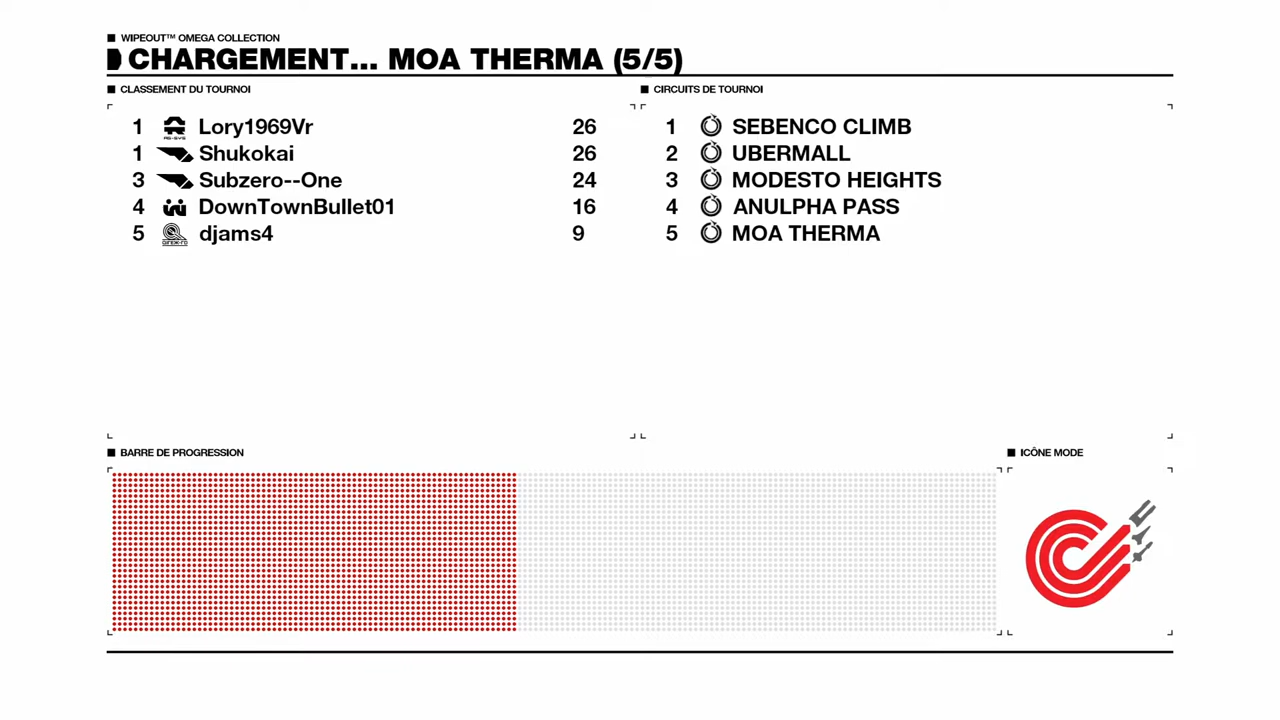 WIPEOUT™ OMEGA COLLECTION
CHARGEMENT... MOA THERMA (5/5)
CLASSEMENT DU TOURNOI
1 AG-SYS Lory1969Vr 26
1 Shukokai 26
3 Subzero--One 24
4 DownTownBullet01 16
5 djams4 9
CIRCUITS DE TOURNOI
1 SEBENCO CLIMB
2 UBERMALL
3 MODESTO HEIGHTS
4 ANULPHA PASS
5 MOA THERMA
BARRE DE PROGRESSION
ICÔNE MODE